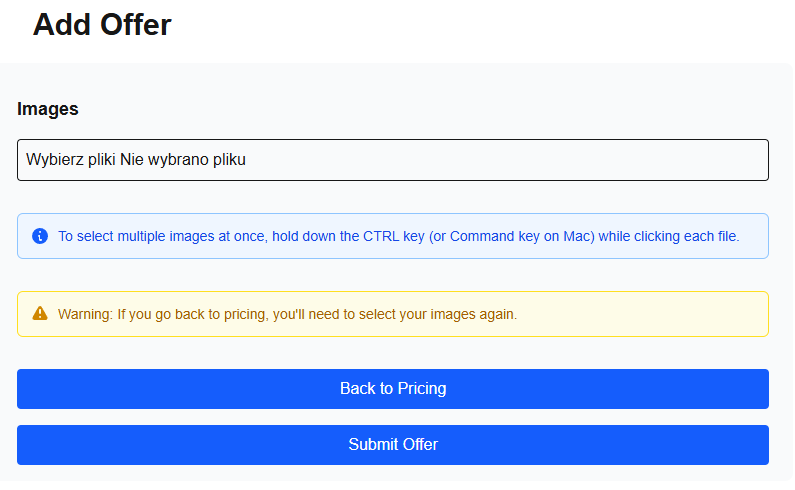 Add Offer
Images
Wybierz pliki Nie wybrano pliku
To select multiple images at once, hold down the CTRL key (or Command key on Mac) while clicking each file.
Warning: If you go back to pricing, you'll need to select your images again.
Back to Pricing
Submit Offer